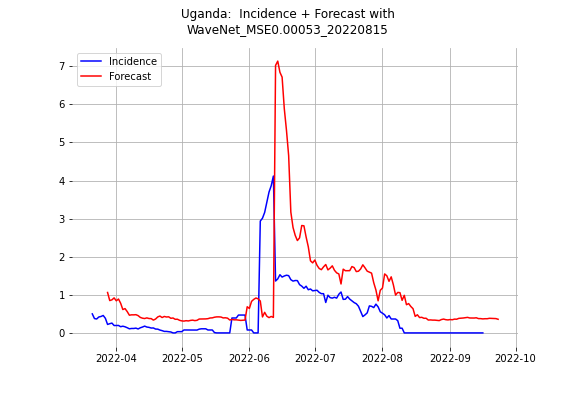 Uganda:  Incidence + Forecast with
WaveNet_MSE0.00053_20220815
Incidence
Forecast
7
6
5
4
3
2
1
0
2022-04 2022-05 2022-06 2022-07 2022-08 2022-09 2022-10